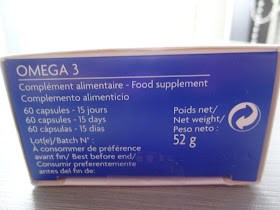 OMEGA 3
Complément alimentaire - Food supplement
Complemento alimenticio
60 capsules - 15 jours
60 capsules - 15 days
60 cápsulas - 15 días
Poids net/
Net weight/
Peso neto :
52 g
Lot(e)/Batch N° :
A consommer de préférence
avant fin/ Best before end/
Consumir preferentemente
antes del fin de: